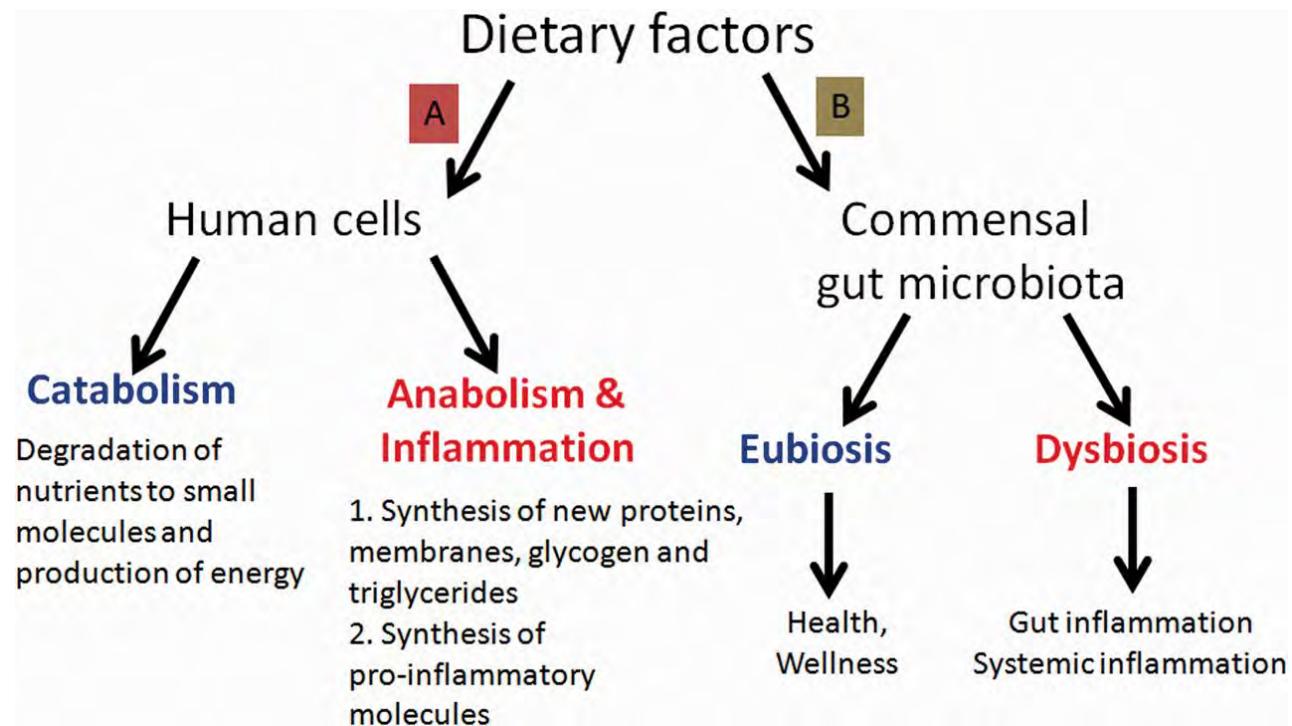 Dietary factors
A
B
Human cells
Commensal
gut microbiota
Catabolism
Degradation of
nutrients to small
molecules and
production of energy
Anabolism &
Inflammation
1. Synthesis of new proteins,
membranes, glycogen and
triglycerides
2. Synthesis of
pro-inflammatory
molecules
Eubiosis
Health,
Wellness
Dysbiosis
Gut inflammation
Systemic inflammation